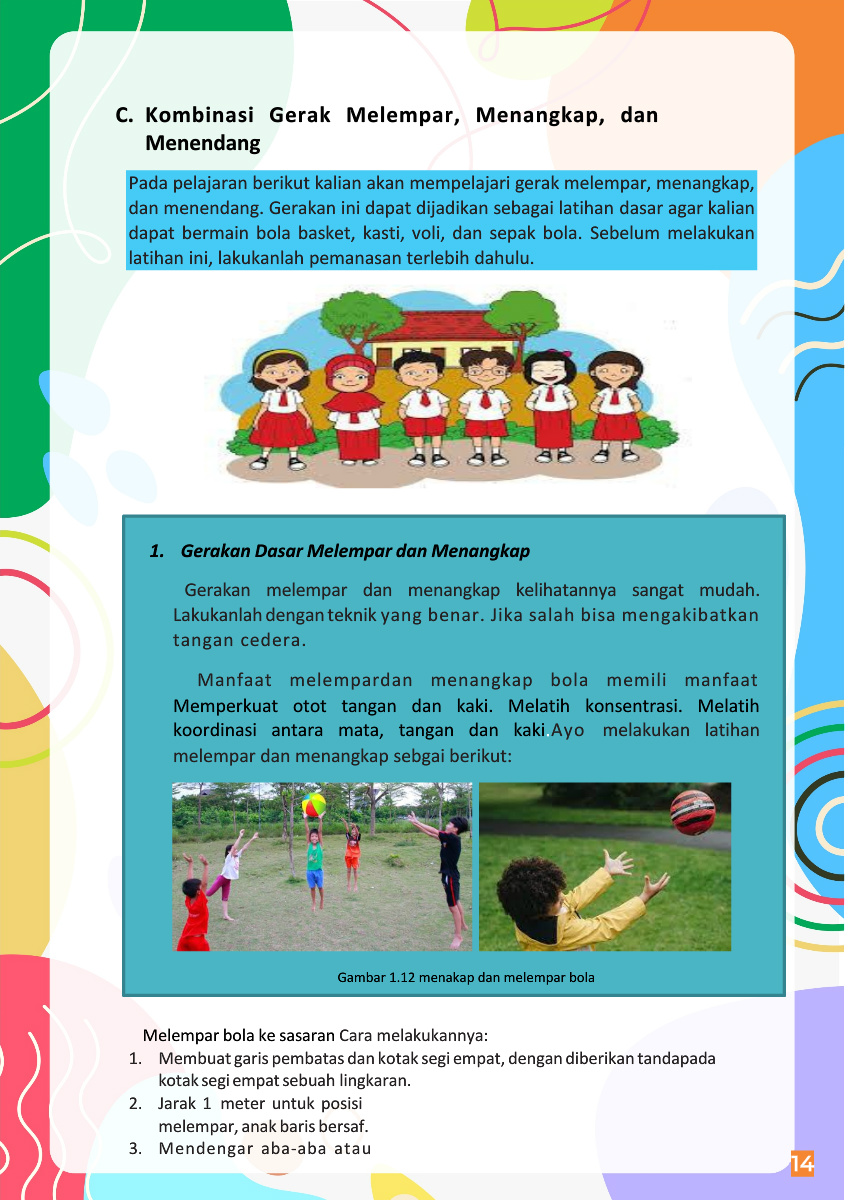 C. Kombinasi Gerak Melempar, Menangkap, dan
Menendang
Pada pelajaran berikut kalian akan mempelajari gerak melempar, menangkap,
dan menendang. Gerakan ini dapat dijadikan sebagai latihan dasar agar kalian
dapat bermain bola basket, kasti, voli, dan sepak bola. Sebelum melakukan
latihan ini, lakukanlah pemanasan terlebih dahulu.
1. Gerakan Dasar Melempar dan Menangkap
Gerakan melempar dan menangkap kelihatannya sangat mudah.
Lakukanlah dengan teknik yang benar. Jika salah bisa mengakibatkan
tangan cedera.
Manfaat melempardan menangkap bola memili manfaat
Memperkuat otot tangan dan kaki. Melatih konsentrasi. Melatih
koordinasi antara mata, tangan dan kaki.Ayo melakukan latihan
melempar dan menangkap sebgai berikut:
Gambar 1.12 menakap dan melempar bola
Melempar bola ke sasaran Cara melakukannya:
1. Membuat garis pembatas dan kotak segi empat, dengan diberikan tandapada
kotak segi empat sebuah lingkaran.
2. Jarak 1 meter untuk posisi
melempar, anak baris bersaf.
3. Mendengar aba-aba atau
14